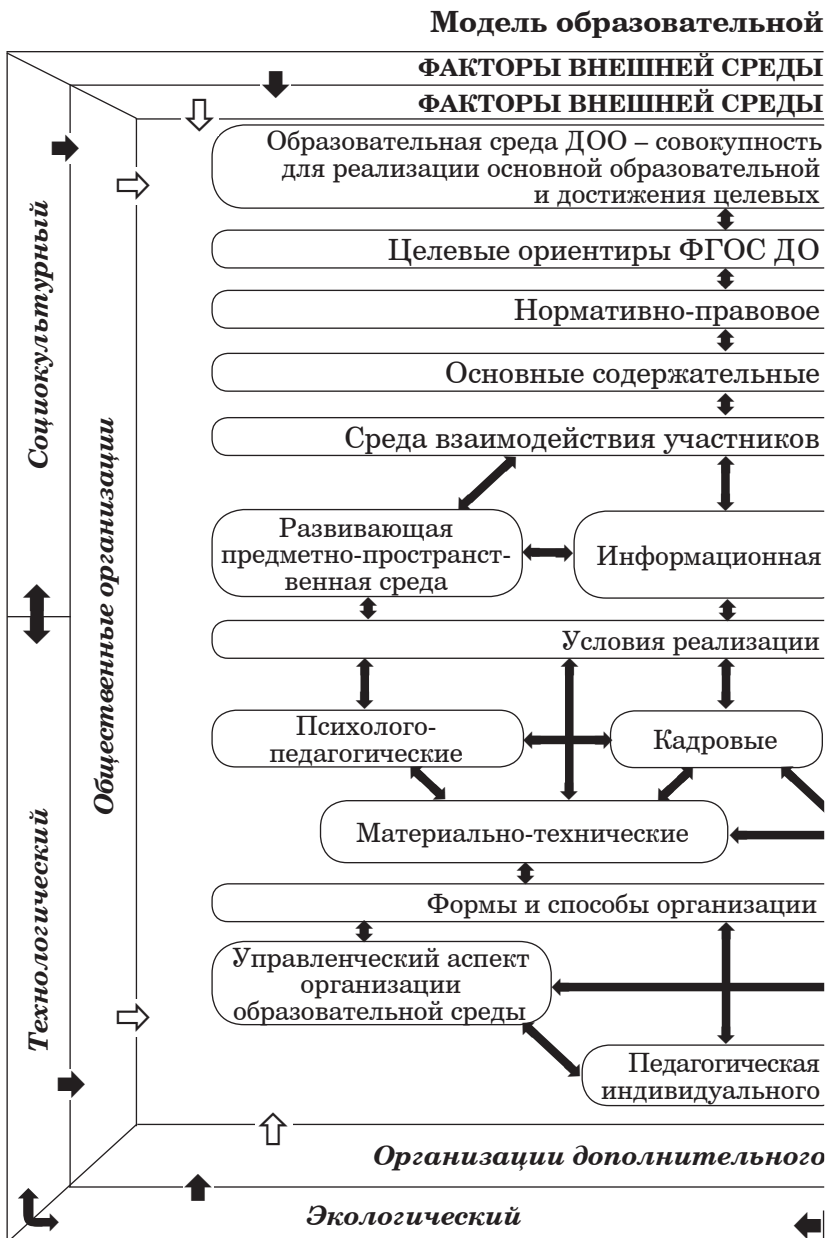 Модель образовательной
ФАКТОРЫ ВНЕШНЕЙ СРЕДЫ
ФАКТОРЫ ВНЕШНЕЙ СРЕДЫ
Социокультурный
Технологический
Общественные организации
Образовательная среда ДОО – совокупность
для реализации основной образовательной
и достижения целевых
Целевые ориентиры ФГОС ДО
Нормативно-правовое
Основные содержательные
Среда взаимодействия участников
Развивающая
предметно-пространст-
венная среда
Информационная
Условия реализации
Психолого-
педагогические
Кадровые
Материально-технические
Формы и способы организации
Управленческий аспект
организации
образовательной среды
Педагогическая
индивидуального
Организации дополнительного
Экологический